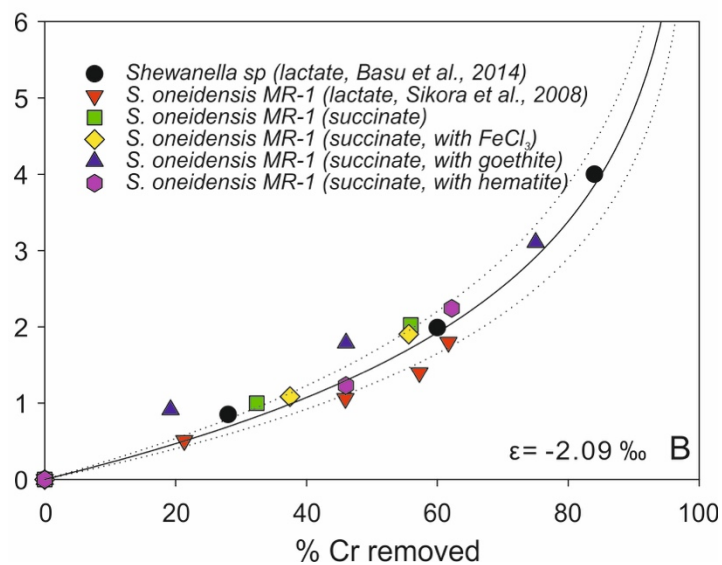 6
5
4
3
2
1
0
Shewanella sp (lactate, Basu et al., 2014)
S. oneidensis MR-1 (lactate, Sikora et al., 2008)
S. oneidensis MR-1 (succinate)
S. oneidensis MR-1 (succinate, with FeCl₃)
S. oneidensis MR-1 (succinate, with goethite)
S. oneidensis MR-1 (succinate, with hematite)
ε= -2.09 ‰ B
0 20 40 60 80 100
% Cr removed